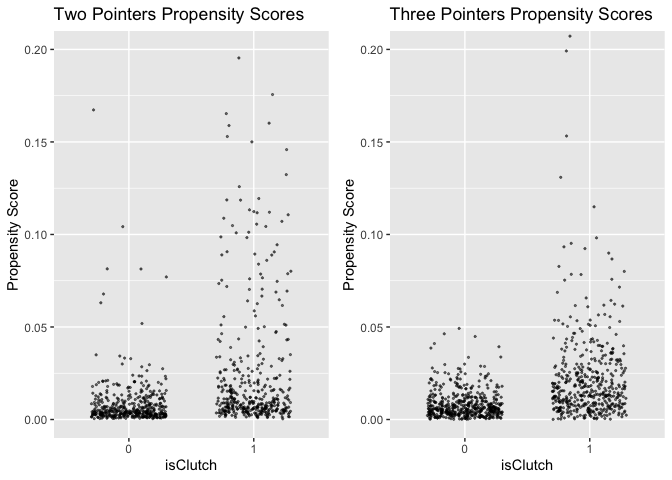 Two Pointers Propensity Scores
Propensity Score
0.20
0.15
0.10
0.05
0.00
0
1
isClutch
Three Pointers Propensity Scores
Propensity Score
0.20
0.15
0.10
0.05
0.00
0
1
isClutch